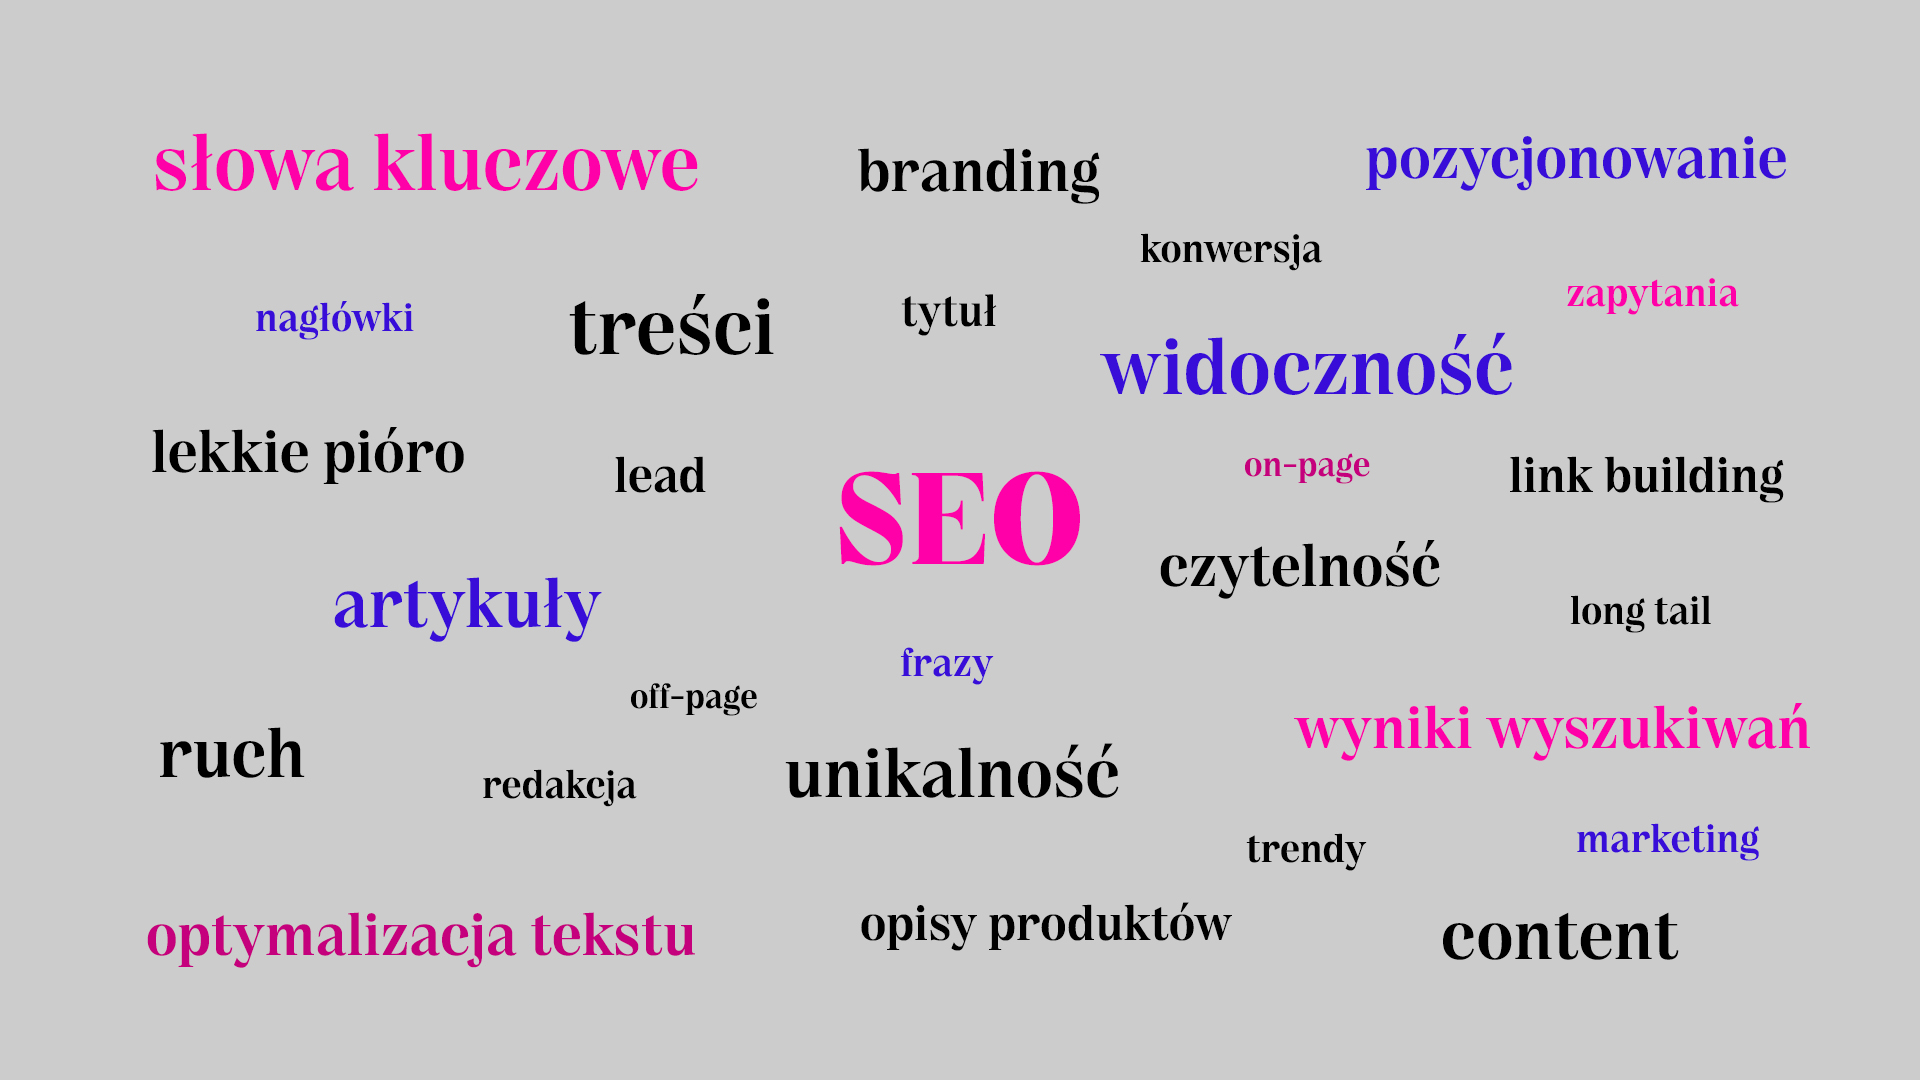 słowa kluczowe
branding
pozycjonowanie
konwersja
nagłówki
treści
tytuł
zapytania
widoczność
lekkie pióro
lead
SEO
on-page
link building
czytelność
artykuły
long tail
frazy
off-page
ruch
redakcja
unikalność
wyniki wyszukiwań
trendy
marketing
optymalizacja tekstu
opisy produktów
content